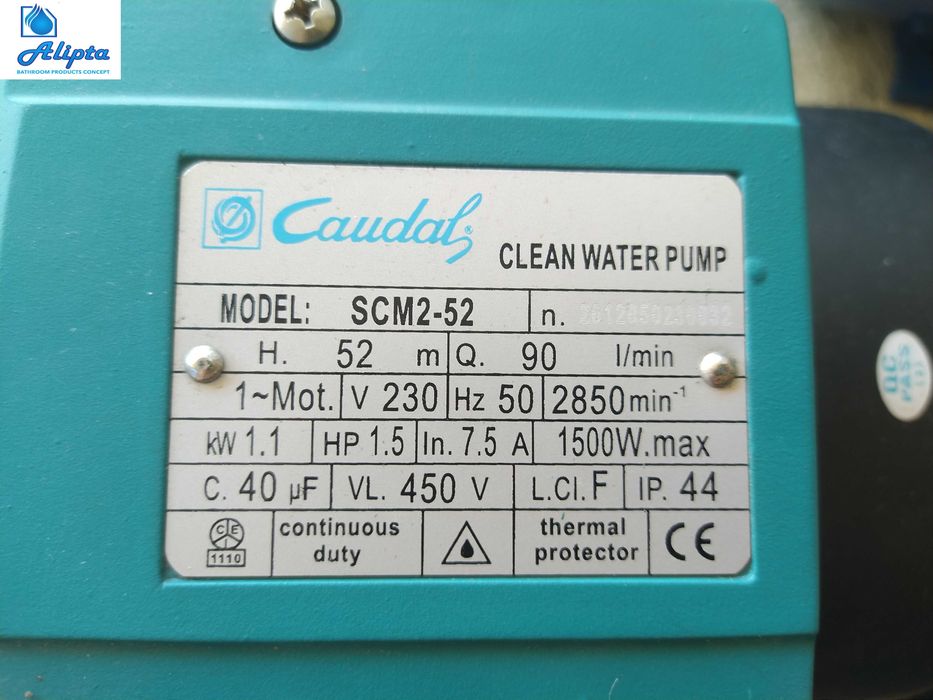 Alipta
BATHROOM PRODUCTS CONCEPT
Caudal®
CLEAN WATER PUMP
MODEL: SCM2-52 n.
H. 52 m Q. 90 l/min
1~Mot. V 230 Hz 50 2850min⁻¹
kW 1.1 HP 1.5 In. 7.5 A 1500W.max
C. 40 µF VL. 450 V L.Cl. F IP. 44
CEI
1110
continuous
duty
thermal
protector
CE
QC
PASS